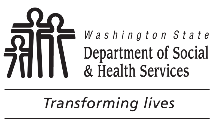 Washington State
Department of Social
& Health Services
Transforming lives